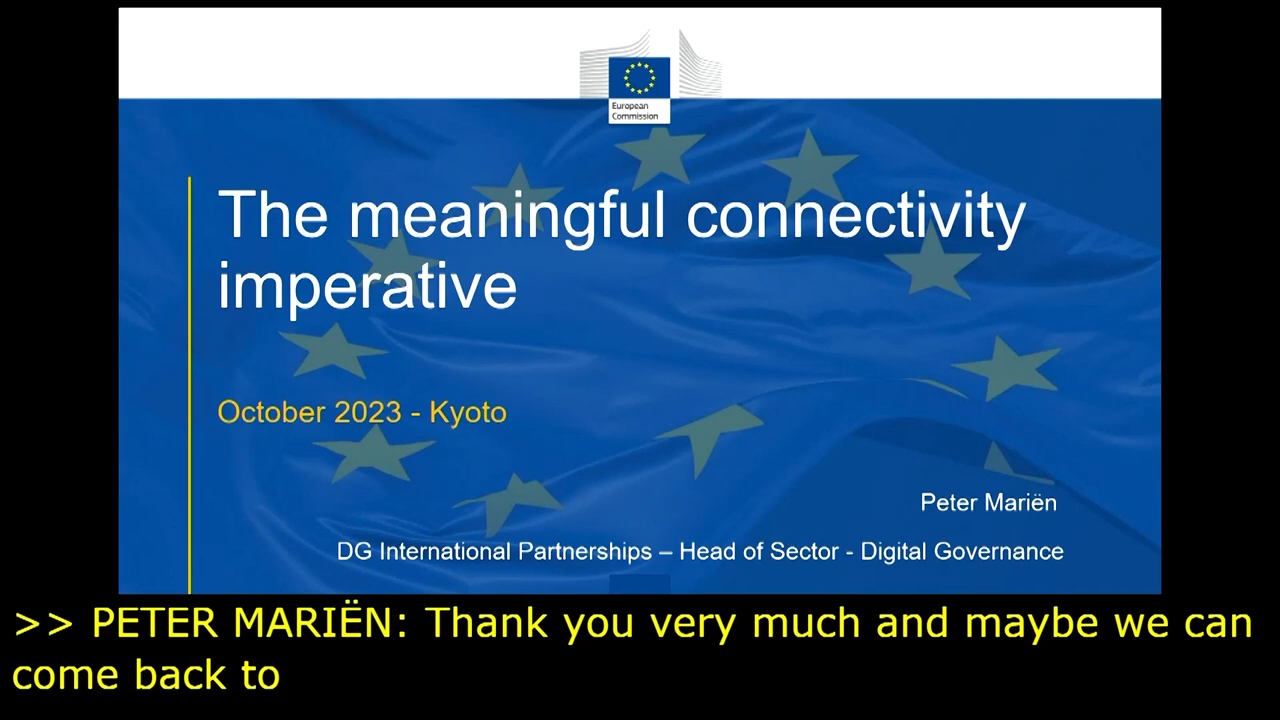 European
Commission
The meaningful connectivity
imperative
October 2023 - Kyoto
Peter Mariën
DG International Partnerships – Head of Sector - Digital Governance
>> PETER MARIËN: Thank you very much and maybe we can
come back to